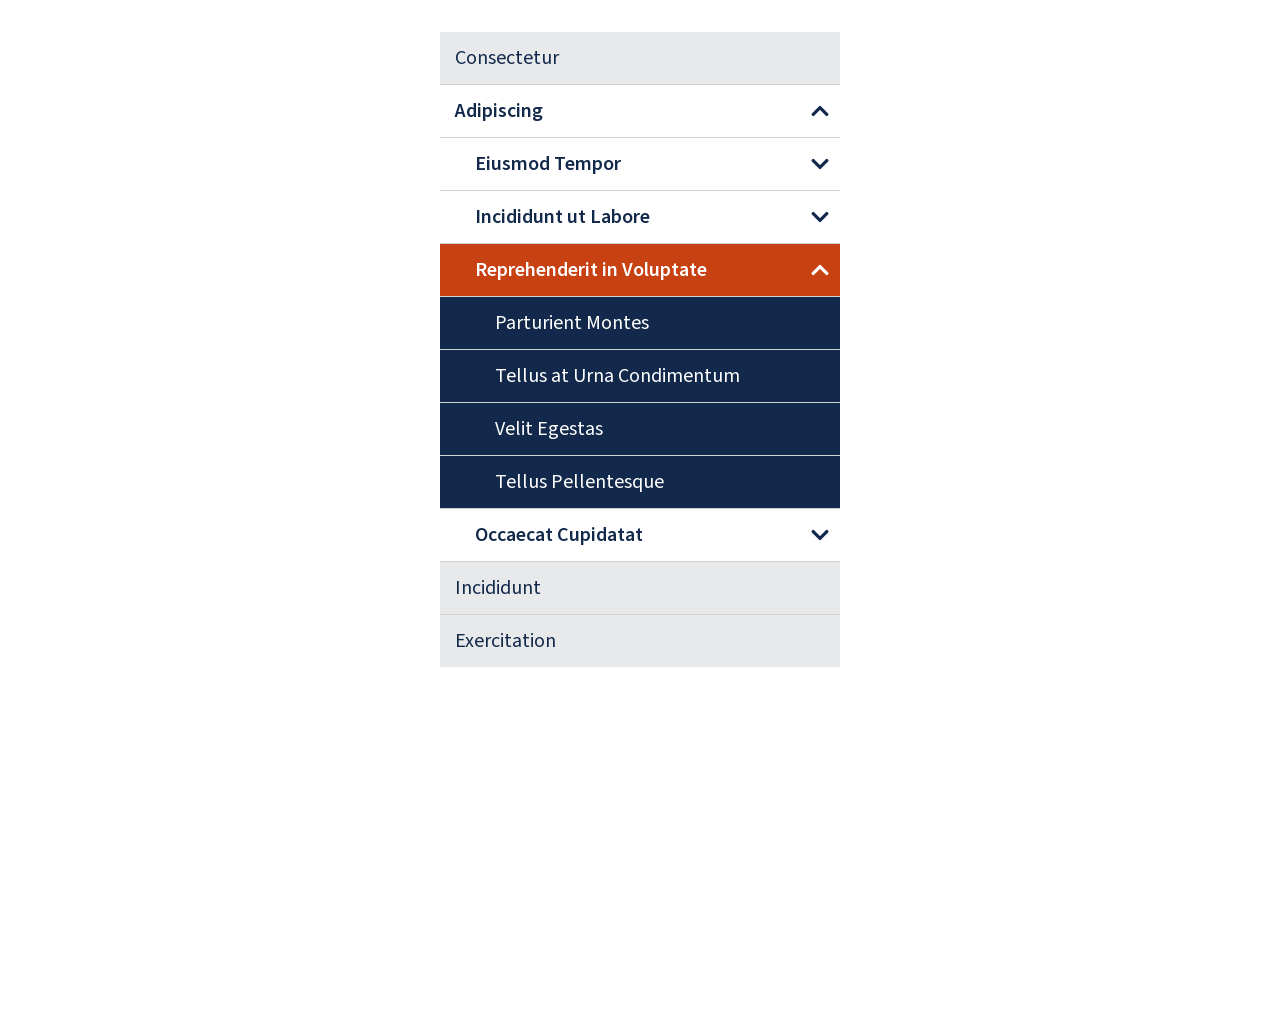 Consectetur
Adipiscing
Eiusmod Tempor
Incididunt ut Labore
Reprehenderit in Voluptate
Parturient Montes
Tellus at Urna Condimentum
Velit Egestas
Tellus Pellentesque
Occaecat Cupidatat
Incididunt
Exercitation